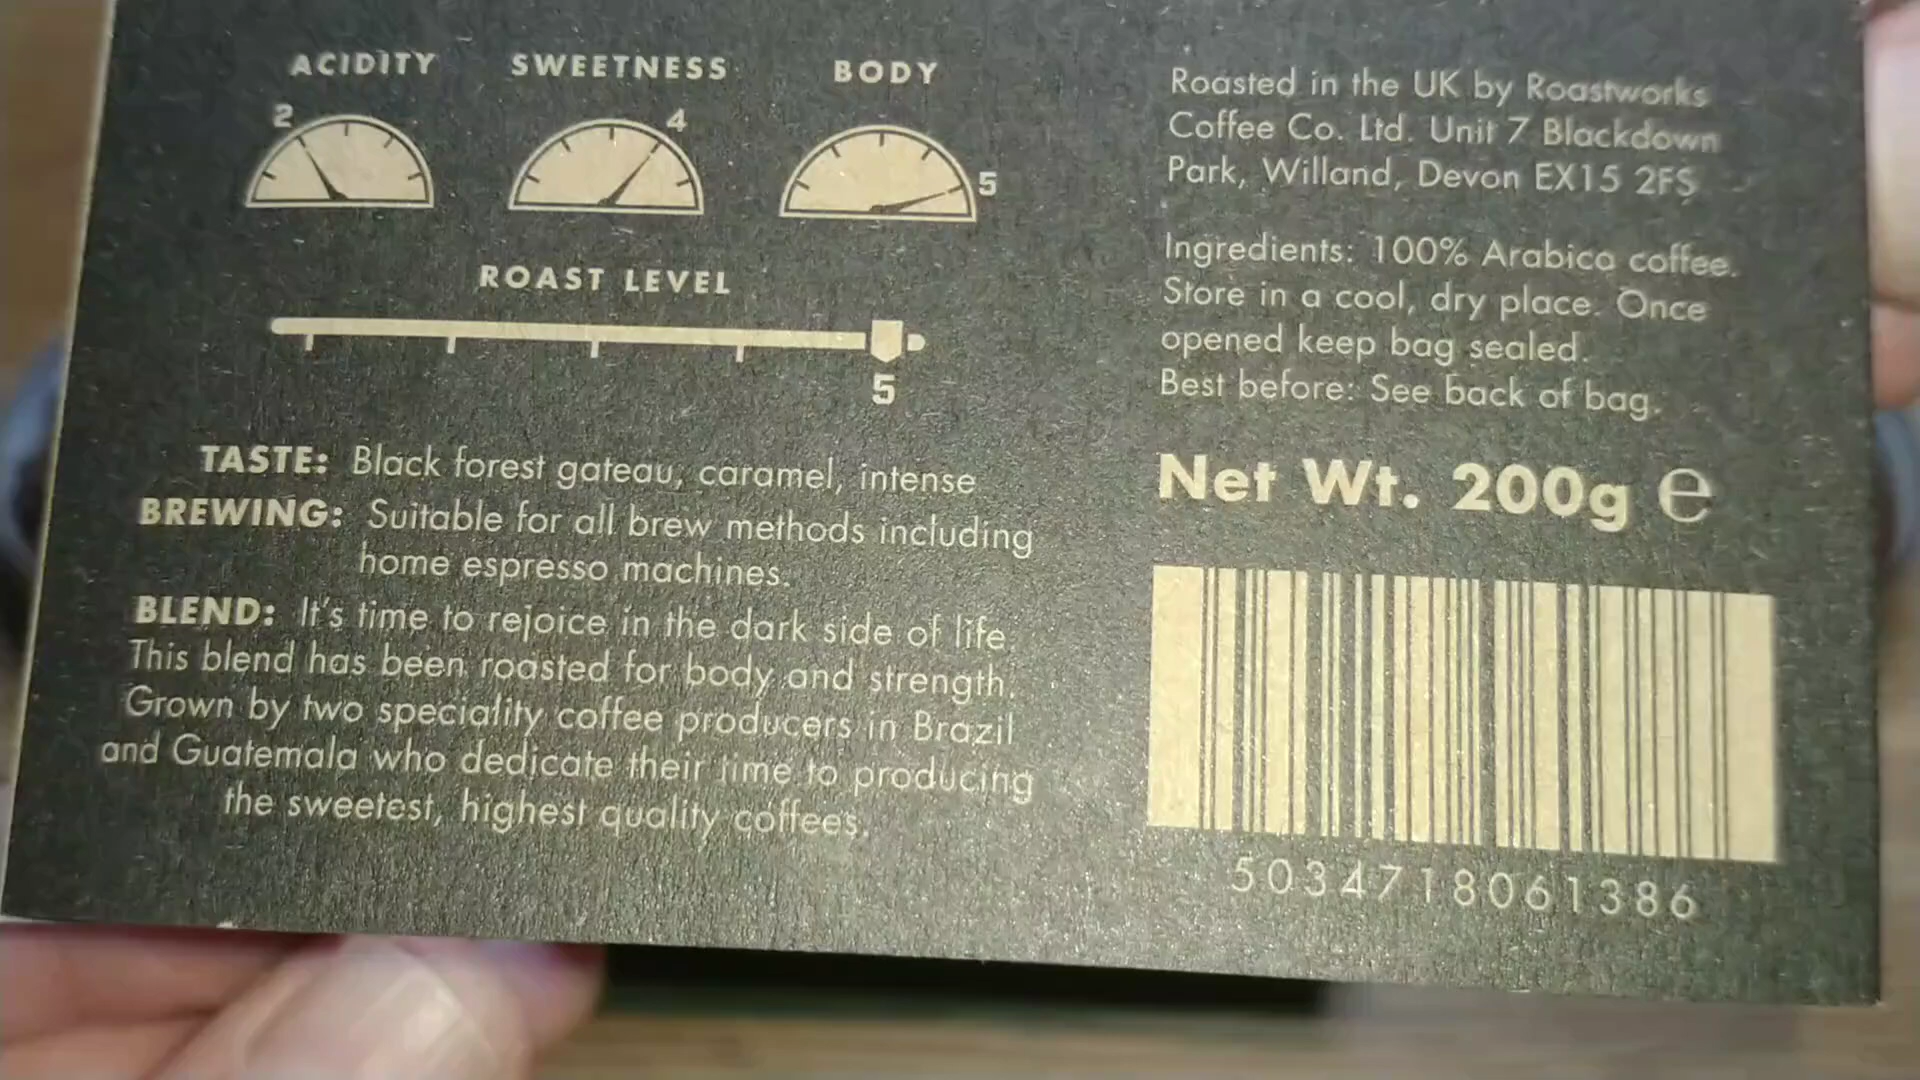 ACIDITY
SWEETNESS
BODY
2
4
5
ROAST LEVEL
5
TASTE: Black forest gateau, caramel, intense
BREWING: Suitable for all brew methods including
home espresso machines.
BLEND: It's time to rejoice in the dark side of life.
This blend has been roasted for body and strength.
Grown by two speciality coffee producers in Brazil
and Guatemala who dedicate their time to producing
the sweetest, highest quality coffees.
Roasted in the UK by Roastworks
Coffee Co. Ltd. Unit 7 Blackdown
Park, Willand, Devon EX15 2FS
Ingredients: 100% Arabica coffee.
Store in a cool, dry place. Once
opened keep bag sealed.
Best before: See back of bag.
Net Wt. 200g e
5034718061386